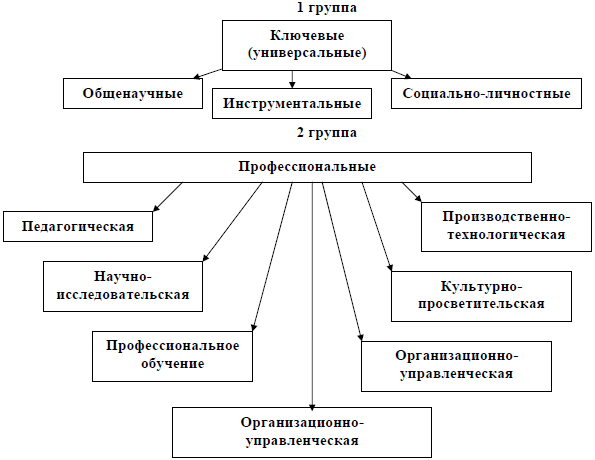 1 группа
Ключевые
(универсальные)
Общенаучные
Инструментальные
Социально-личностные
2 группа
Профессиональные
Педагогическая
Производственно-
технологическая
Научно-
исследовательская
Культурно-
просветительская
Профессиональное
обучение
Организационно-
управленческая
Организационно-
управленческая